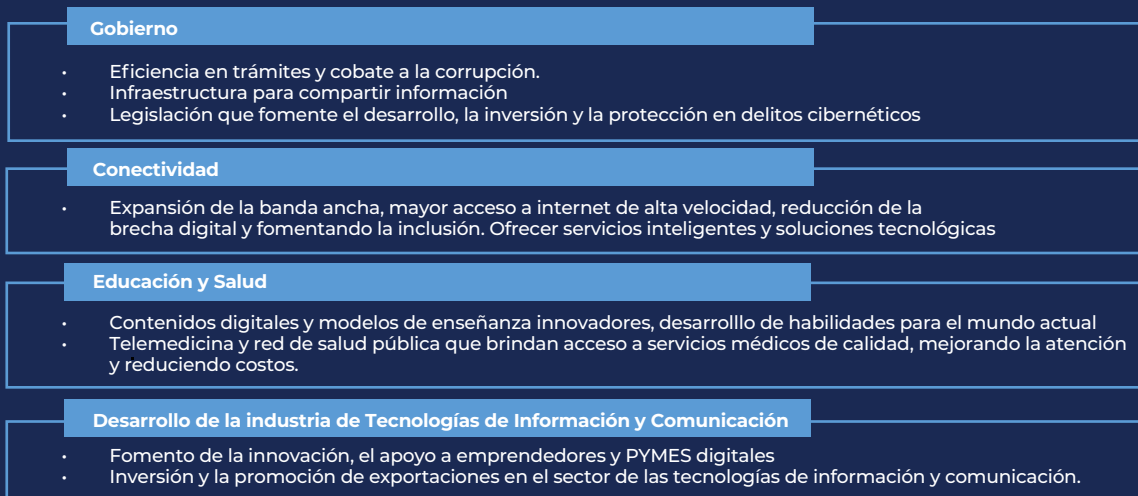 Gobierno
• Eficiencia en trámites y cobate a la corrupción.
• Infraestructura para compartir información
• Legislación que fomente el desarrollo, la inversión y la protección en delitos cibernéticos
Conectividad
• Expansión de la banda ancha, mayor acceso a internet de alta velocidad, reducción de la
brecha digital y fomentando la inclusión. Ofrecer servicios inteligentes y soluciones tecnológicas
Educación y Salud
• Contenidos digitales y modelos de enseñanza innovadores, desarrolllo de habilidades para el mundo actual
• Telemedicina y red de salud pública que brindan acceso a servicios médicos de calidad, mejorando la atención
y reduciendo costos.
Desarrollo de la industria de Tecnologías de Información y Comunicación
• Fomento de la innovación, el apoyo a emprendedores y PYMES digitales
• Inversión y la promoción de exportaciones en el sector de las tecnologías de información y comunicación.